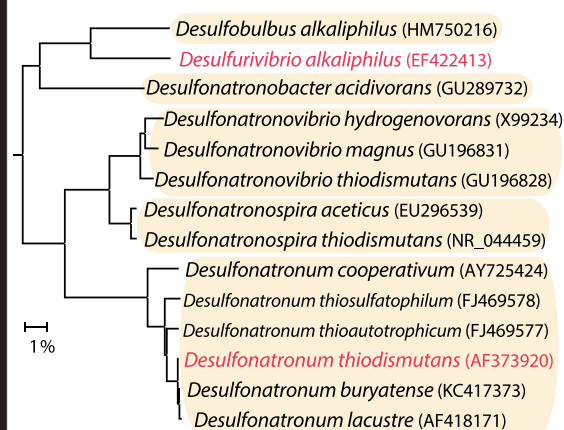 Desulfobulbus alkaliphilus (HM750216)
Desulfurivibrio alkaliphilus (EF422413)
Desulfonatronobacter acidivorans (GU289732)
Desulfonatronovibrio hydrogenovorans (X99234)
Desulfonatronovibrio magnus (GU196831)
Desulfonatronovibrio thiodismutans (GU196828)
Desulfonatronospira aceticus (EU296539)
Desulfonatronospira thiodismutans (NR_044459)
Desulfonatronum cooperativum (AY725424)
Desulfonatronum thiosulfatophilum (FJ469578)
Desulfonatronum thioautotrophicum (FJ469577)
1%
Desulfonatronum thiodismutans (AF373920)
Desulfonatronum buryatense (KC417373)
Desulfonatronum lacustre (AF418171)